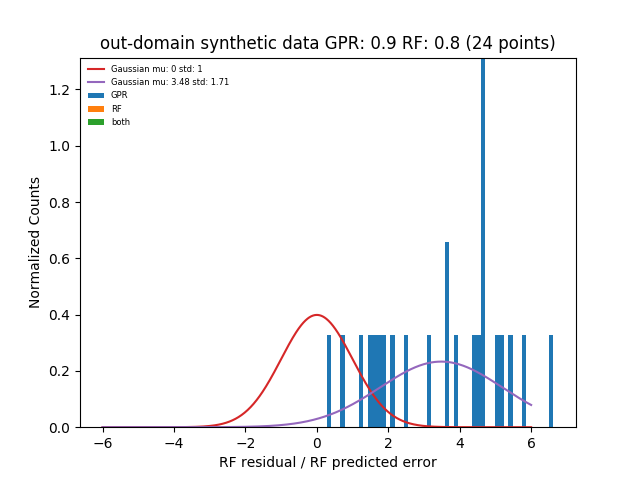 out-domain synthetic data GPR: 0.9 RF: 0.8 (24 points)
Gaussian mu: 0 std: 1
Gaussian mu: 3.48 std: 1.71
GPR
RF
both
Normalized Counts
1.2
1.0
0.8
0.6
0.4
0.2
0.0
−6 −4 −2 0 2 4 6
RF residual / RF predicted error